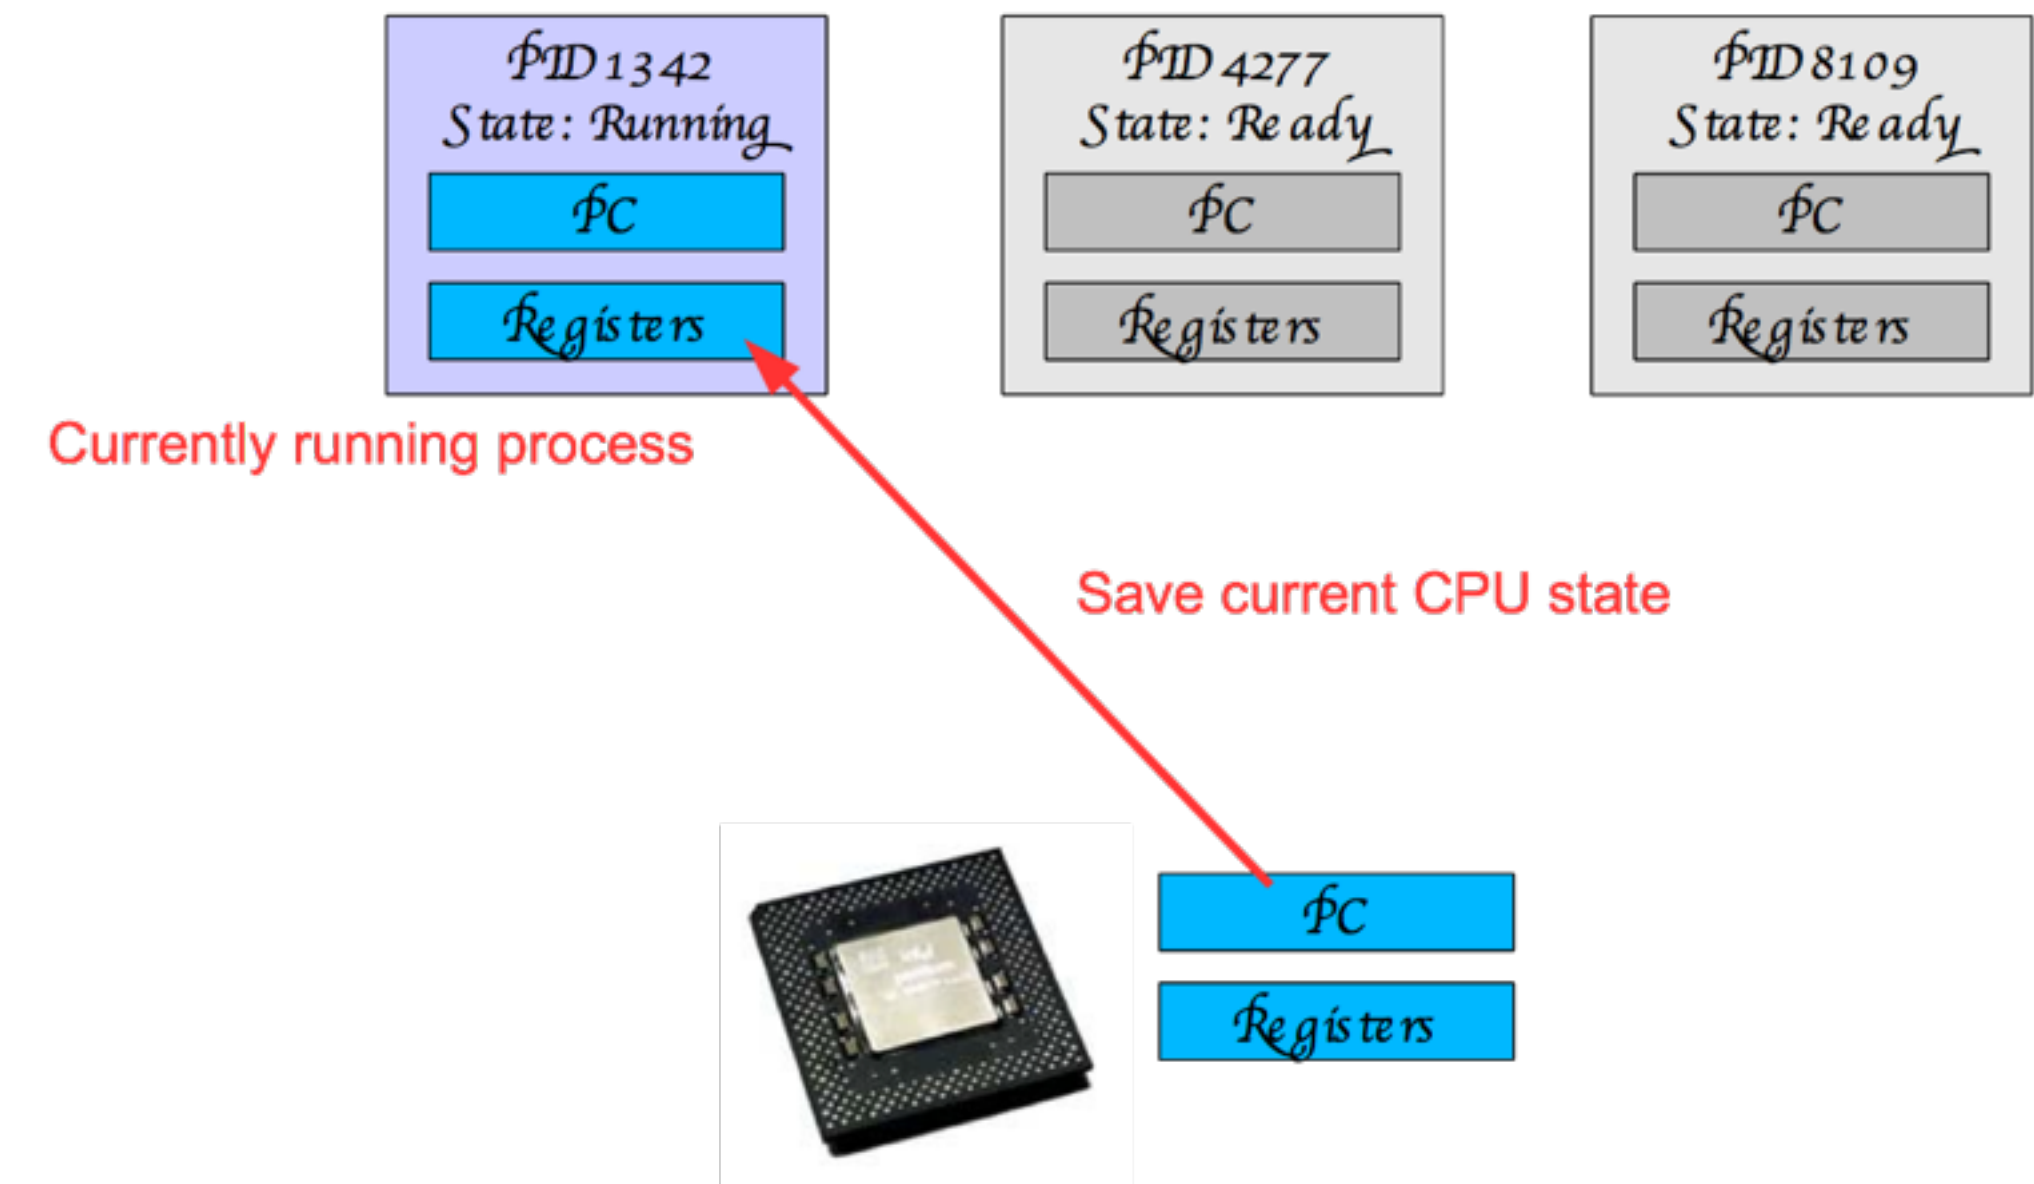 PID 1342
State: Running
PC
Registers
PID 4277
State: Ready
PC
Registers
PID 8109
State: Ready
PC
Registers
Currently running process
Save current CPU state
PC
Registers